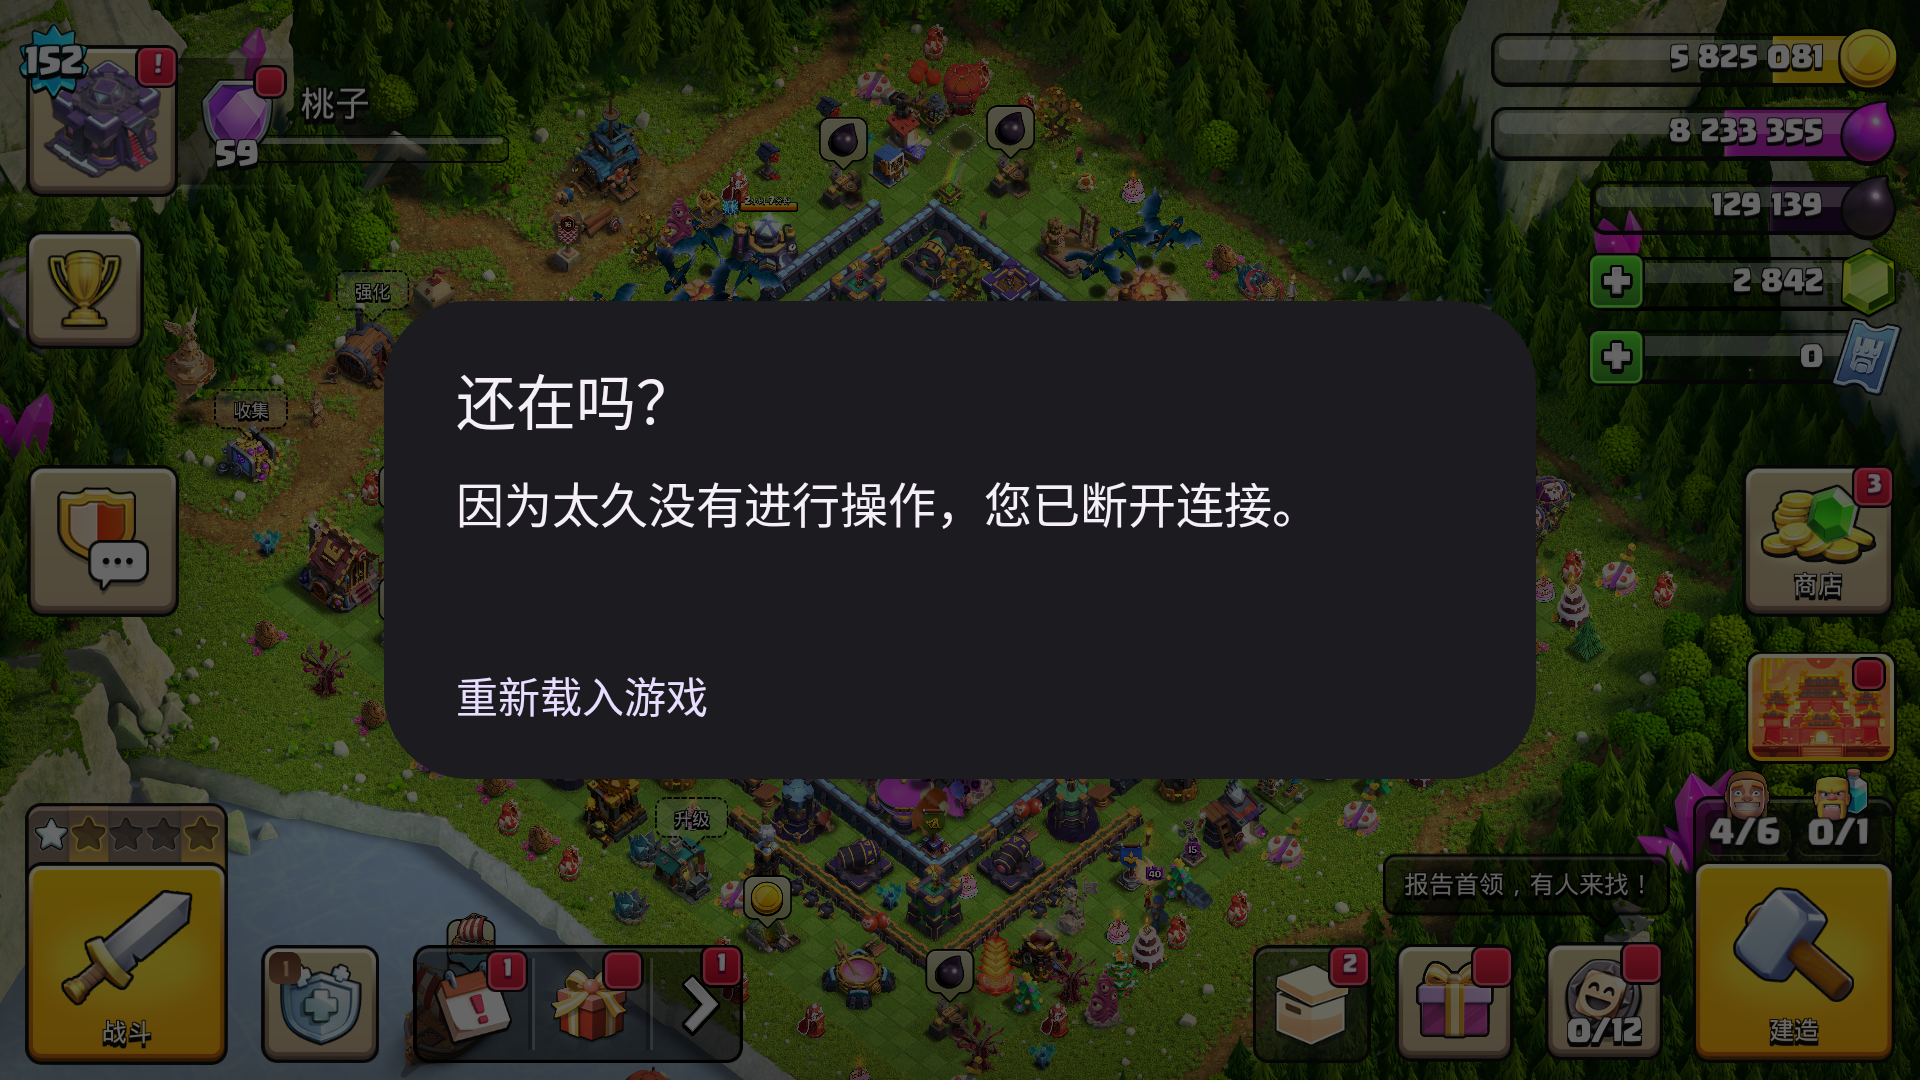 152
!
桃子
59
5 825 081
8 233 355
129 139
2 842
0
强化
收集
还在吗？
因为太久没有进行操作，您已断开连接。
重新载入游戏
3
商店
升级
4/6
0/1
报告首领，有人来找！
15
40
战斗
1
1
1
2
0/12
建造